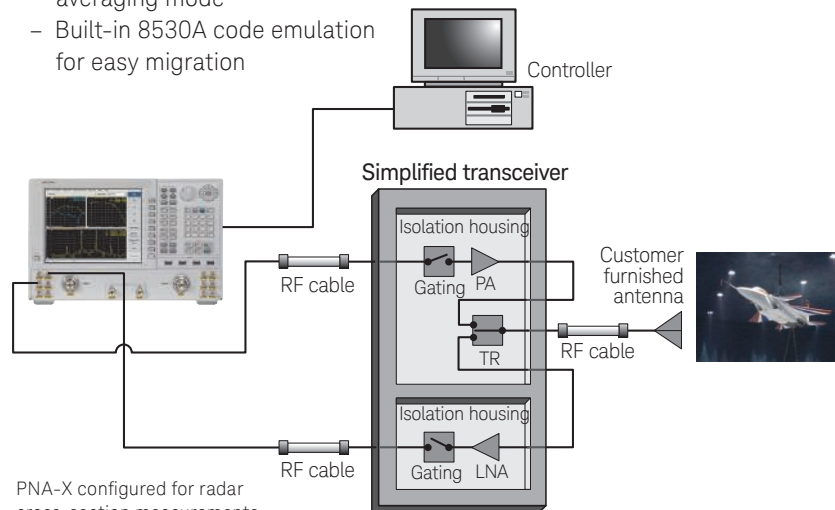 averaging mode
– Built-in 8530A code emulation
for easy migration
Controller
Simplified transceiver
Isolation housing
Gating
PA
RF cable
Customer
furnished
antenna
TR
RF cable
Isolation housing
Gating
LNA
RF cable
PNA-X configured for radar
cross-section measurements